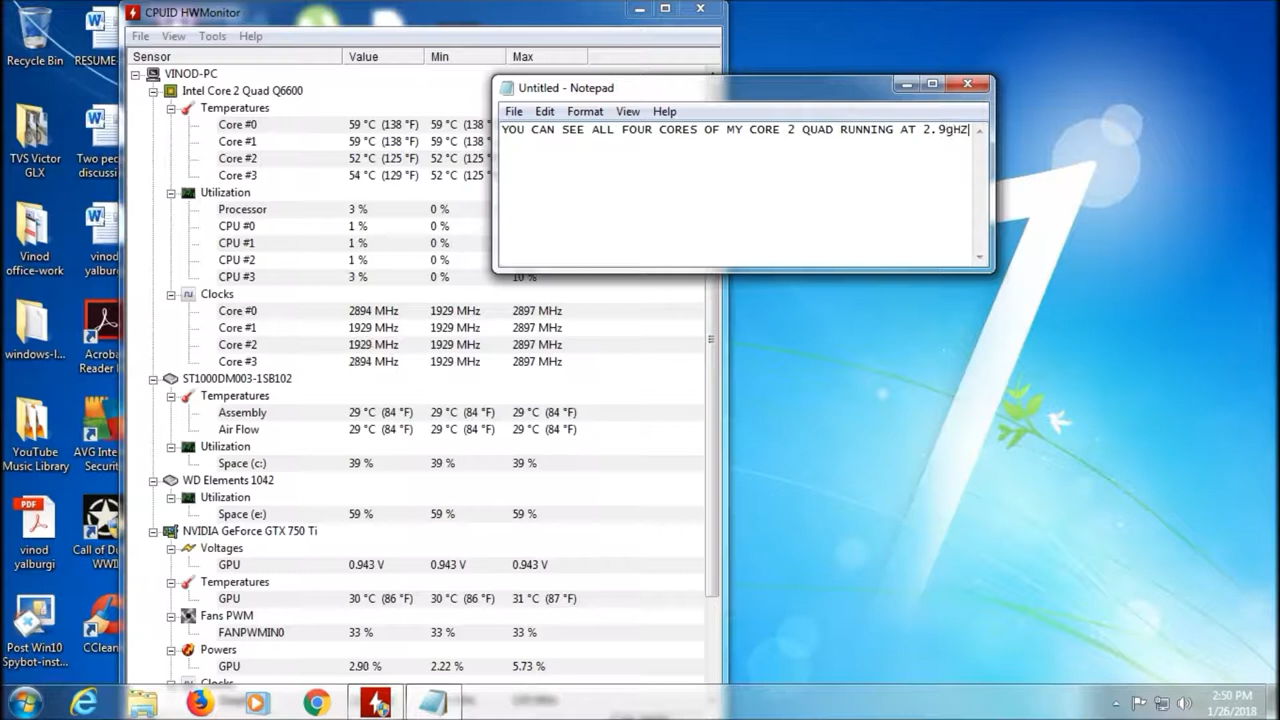 CPUID HWMonitor
File View Tools Help
Sensor Value Min Max
VINOD-PC
Intel Core 2 Quad Q6600
Temperatures
Core #0 59 °C (138 °F) 59 °C (138
Core #1 59 °C (138 °F) 59 °C (138
Core #2 52 °C (125 °F) 52 °C (125
Core #3 54 °C (129 °F) 52 °C (125
Utilization
Processor 3 % 0 %
CPU #0 1 % 0 %
CPU #1 1 % 0 %
CPU #2 1 % 0 %
CPU #3 3 % 0 % 10 %
Clocks
Core #0 2894 MHz 1929 MHz 2897 MHz
Core #1 1929 MHz 1929 MHz 2897 MHz
Core #2 1929 MHz 1929 MHz 2897 MHz
Core #3 2894 MHz 1929 MHz 2897 MHz
ST1000DM003-1SB102
Temperatures
Assembly 29 °C (84 °F) 29 °C (84 °F) 29 °C (84 °F)
Air Flow 29 °C (84 °F) 29 °C (84 °F) 29 °C (84 °F)
Utilization
Space (c:) 39 % 39 % 39 %
WD Elements 1042
Utilization
Space (e:) 59 % 59 % 59 %
NVIDIA GeForce GTX 750 Ti
Voltages
GPU 0.943 V 0.943 V 0.943 V
Temperatures
GPU 30 °C (86 °F) 30 °C (86 °F) 31 °C (87 °F)
Fans PWM
FANPWMIN0 33 % 33 % 33 %
Powers
GPU 2.90 % 2.22 % 5.73 %
Clocks
Untitled - Notepad
File Edit Format View Help
YOU CAN SEE ALL FOUR CORES OF MY CORE 2 QUAD RUNNING AT 2.9gHZ
Recycle Bin
RESUME
TVS Victor
GLX
Two peo
discussi
Vinod
office-work
vinod
yalburgi
windows-l...
Acroba
Reader
YouTube
Music Library
AVG Inte
Securit
PDF
vinod
yalburgi
Call of Du
WWI
Post Win10
Spybot-inst...
CClean
2:50 PM
1/26/2018